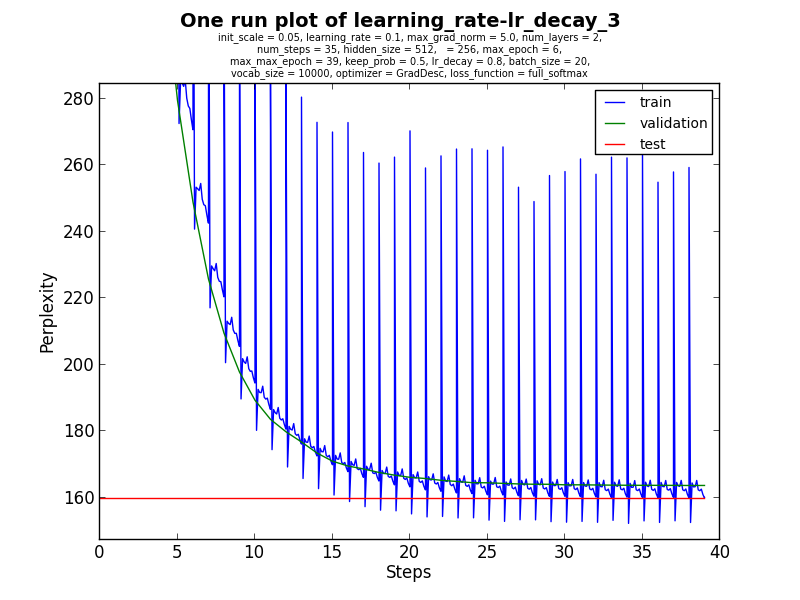 One run plot of learning_rate-lr_decay_3
init_scale = 0.05, learning_rate = 0.1, max_grad_norm = 5.0, num_layers = 2,
num_steps = 35, hidden_size = 512,   = 256, max_epoch = 6,
max_max_epoch = 39, keep_prob = 0.5, lr_decay = 0.8, batch_size = 20,
vocab_size = 10000, optimizer = GradDesc, loss_function = full_softmax
train
validation
test
280
260
240
220
200
180
160
Perplexity
0 5 10 15 20 25 30 35 40
Steps